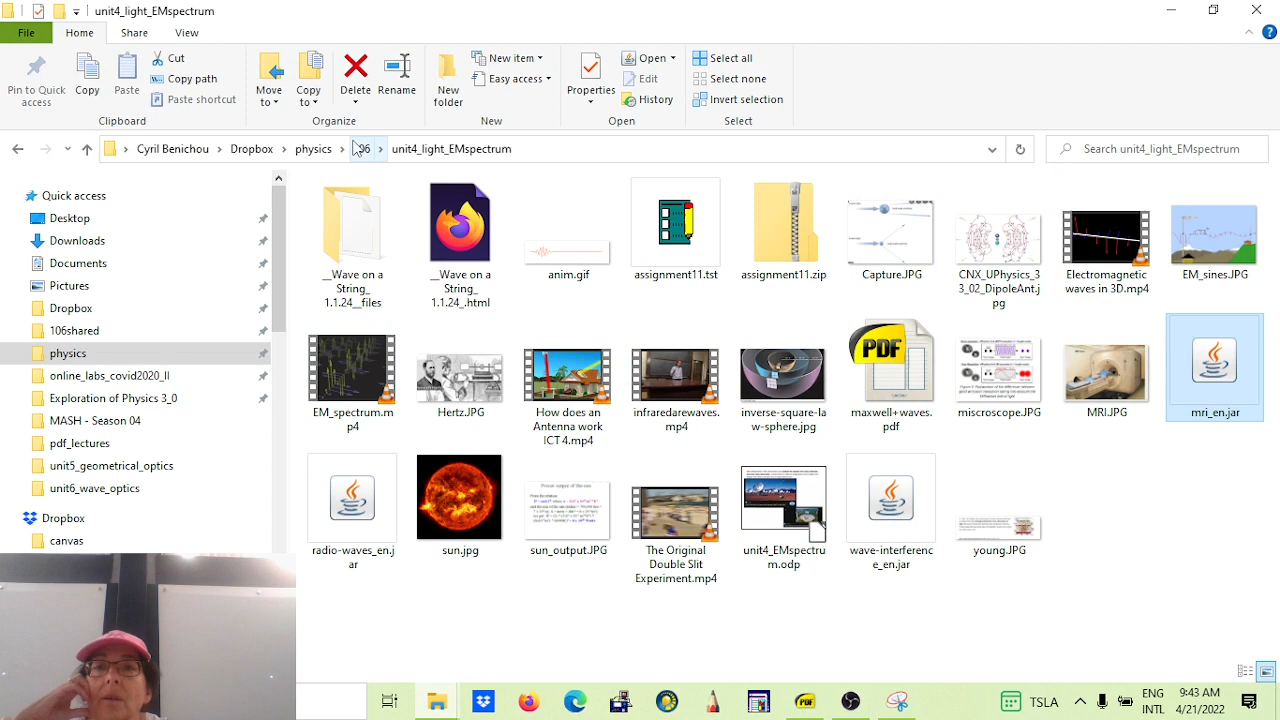 unit4_light_EMspectrum
File Home Share View
Pin to Quick access
Copy
Paste
Cut
Copy path
Paste shortcut
Move to
Copy to
Delete
Rename
New folder
New item
Easy access
Properties
Open
Edit
History
Select all
Select none
Invert selection
Clipboard
Organize
New
Open
Select
Cyril Benichou Dropbox physics unit4_light_EMspectrum
Search unit4_light_EMspectrum
Quick access
Desktop
Downloads
Documents
Pictures
Dropbox
106shared
physics
online_labs_covid2020_II
Exploration of Physics 3_0
MASH - Season 04
pdf_lectures
unit5_geometrical_optics
unit6_wave_optics
Dropbox
canvas
__Wave on a String_ 1.1.24__files
__Wave on a String_ 1.1.24_.html
anim.gif
assignment11.tst
assignment11.zip
Capture.JPG
CNX_UPhysics_33_02_DipoleAnt.jpg
Electromagnetic waves in 3D.mp4
EM_sines.JPG
EM_spectrum.mp4
Hertz.JPG
How does an Antenna work ICT 4.mp4
infraredarewaves.mp4
inverse-square-law-sphere.jpg
PDF
maxwell+waves.pdf
miscroscope.JPG
MRI.JPG
mri_en.jar
radio-waves_en.jar
sun.jpg
sun_output.JPG
The Original Double Slit Experiment.mp4
unit4_EMspectrum.odp
wave-interference_en.jar
young.JPG
PDF
TSLA
ENG
INTL
9:43 AM
4/21/2022